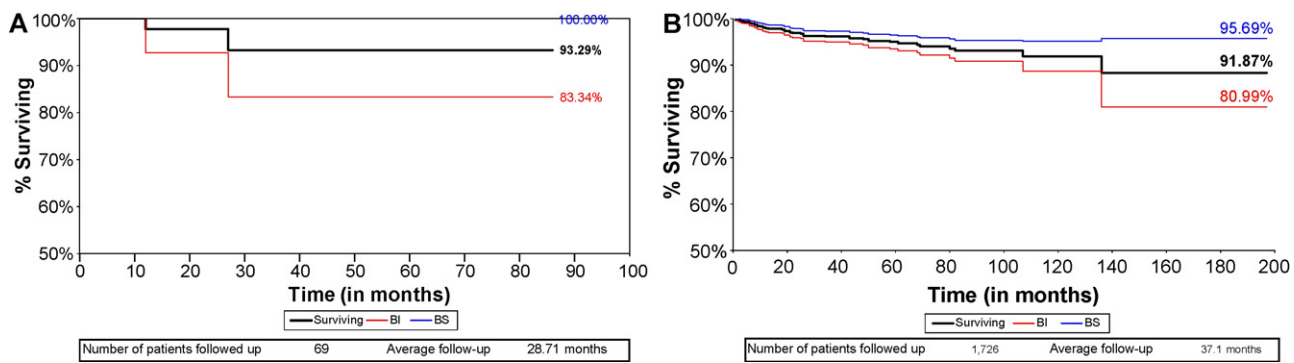 A
% Surviving
100%
90%
80%
70%
60%
50%
100.00%
93.29%
83.34%
0 10 20 30 40 50 60 70 80 90 100
Time (in months)
Surviving BI BS
Number of patients followed up 69 Average follow-up 28.71 months
B
% Surviving
100%
90%
80%
70%
60%
50%
95.69%
91.87%
80.99%
0 20 40 60 80 100 120 140 160 180 200
Time (in months)
Surviving BI BS
Number of patients followed up 1,726 Average follow-up 37.1 months